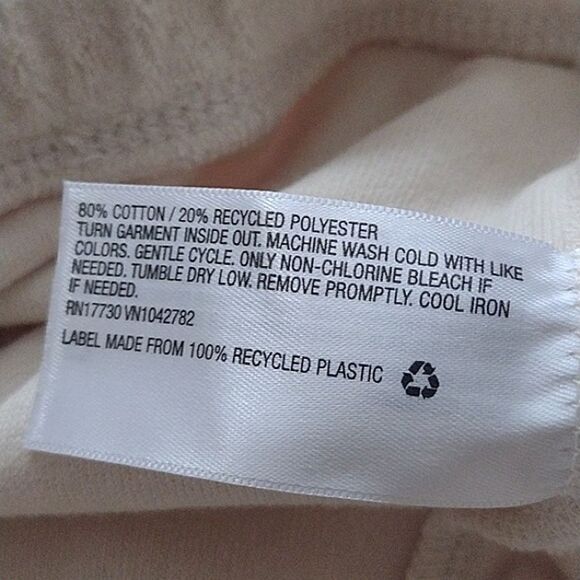 80% COTTON / 20% RECYCLED POLYESTER
TURN GARMENT INSIDE OUT. MACHINE WASH COLD WITH LIKE
COLORS. GENTLE CYCLE. ONLY NON-CHLORINE BLEACH IF
NEEDED. TUMBLE DRY LOW. REMOVE PROMPTLY. COOL IRON
IF NEEDED.
RN17730 VN1042782
LABEL MADE FROM 100% RECYCLED PLASTIC